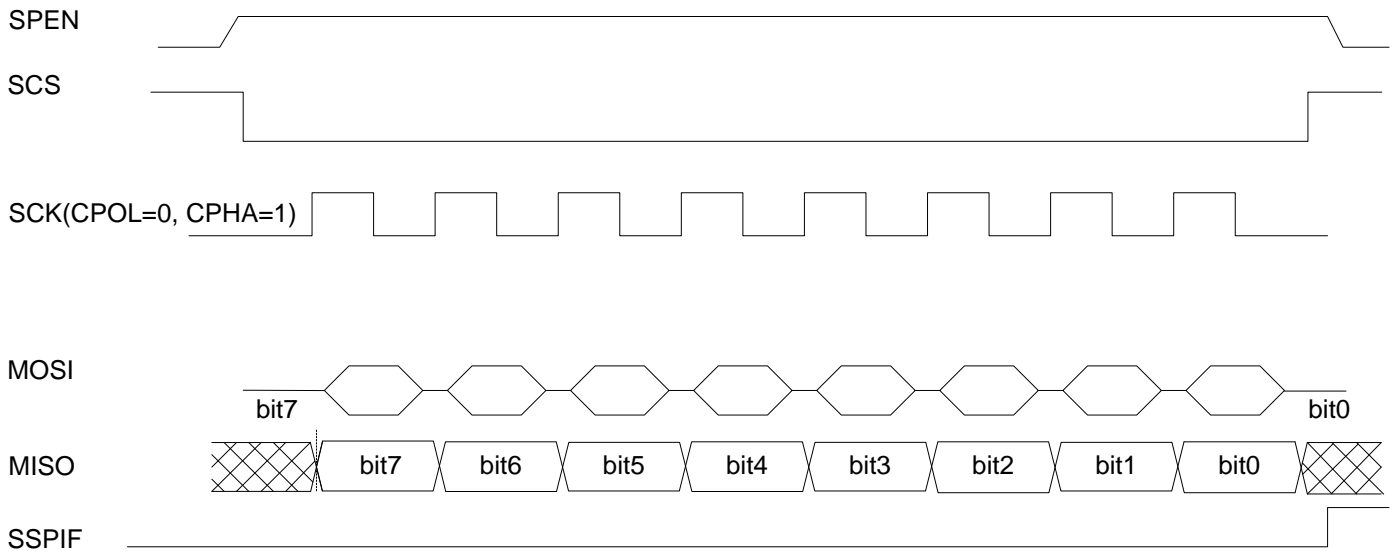 SPEN
SCS
SCK(CPOL=0, CPHA=1)
MOSI
bit7 bit0
MISO bit7 bit6 bit5 bit4 bit3 bit2 bit1 bit0
SSPIF